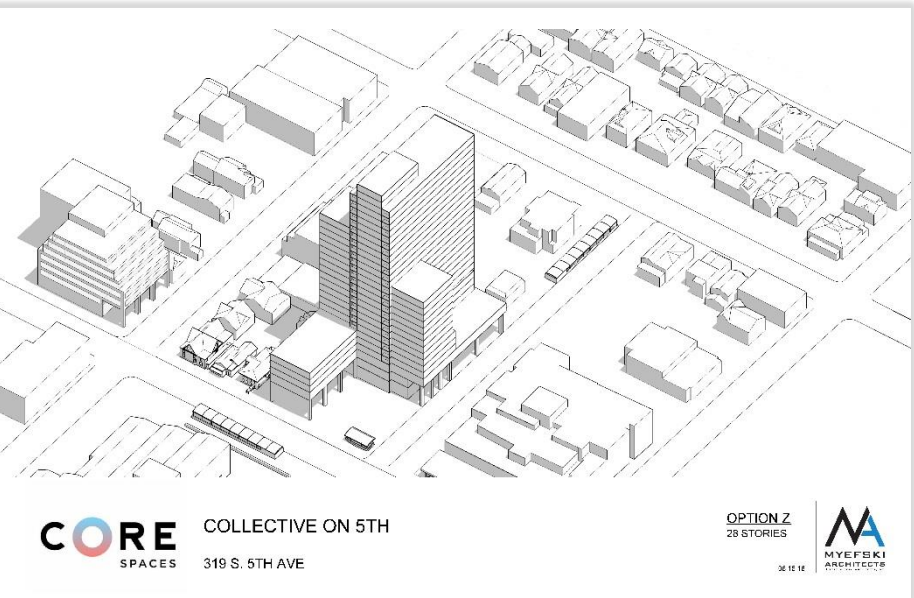 CORE
SPACES
COLLECTIVE ON 5TH
319 S. 5TH AVE
OPTION Z
28 STORIES
MYEFSKI
ARCHITECTS